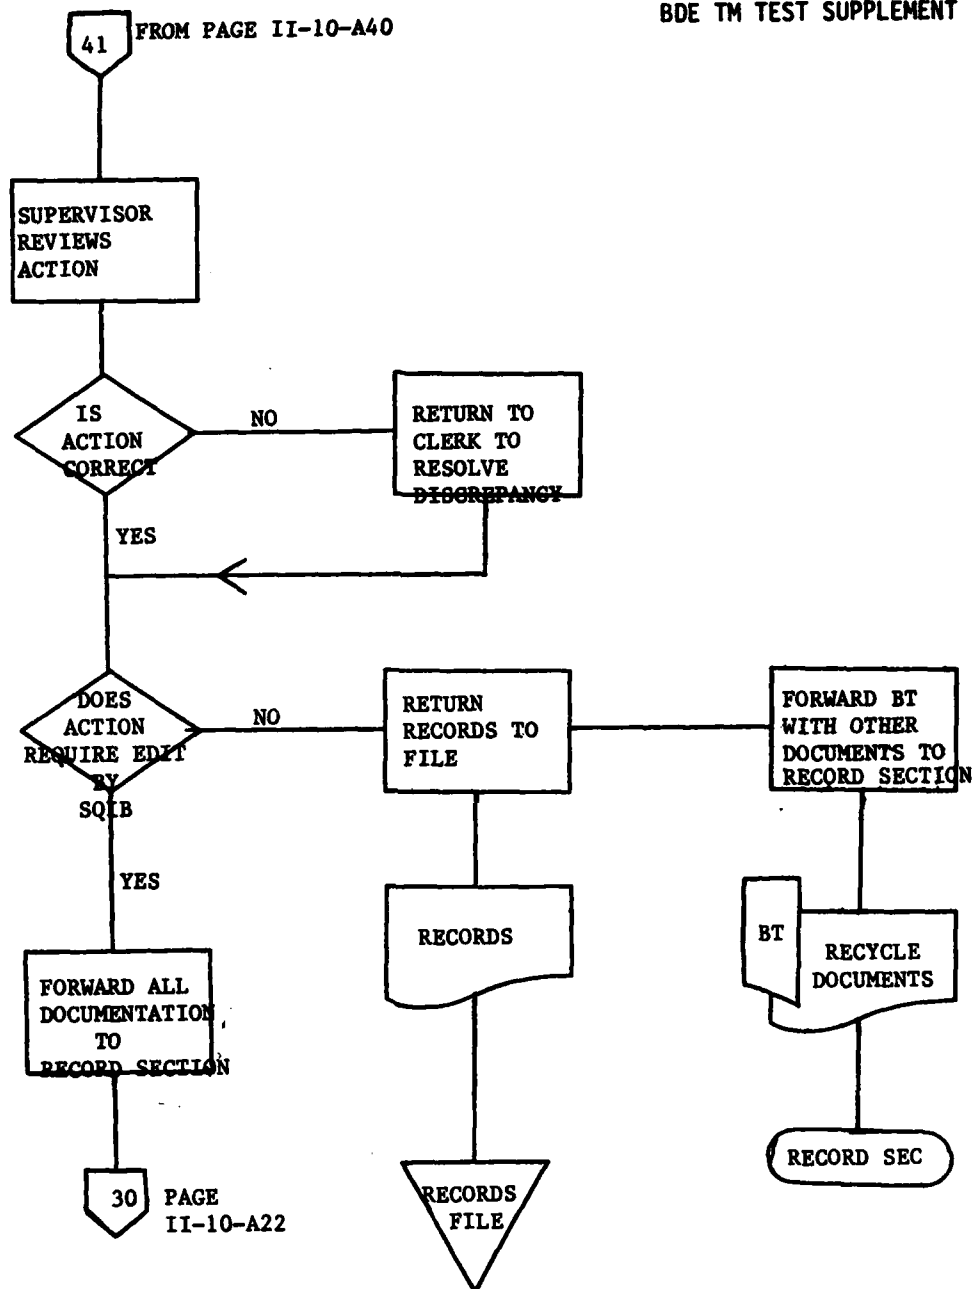 BDE TM TEST SUPPLEMENT
41
FROM PAGE II-10-A40
SUPERVISOR
REVIEWS
ACTION
IS
ACTION
CORRECT
NO
RETURN TO
CLERK TO
RESOLVE
DISCREPANCY
YES
DOES
ACTION
REQUIRE EDIT
BY
SQIB
NO
RETURN
RECORDS TO
FILE
FORWARD BT
WITH OTHER
DOCUMENTS TO
RECORD SECTION
YES
RECORDS
BT
RECYCLE
DOCUMENTS
FORWARD ALL
DOCUMENTATION
TO
RECORD SECTION
30
PAGE
II-10-A22
RECORDS
FILE
RECORD SEC